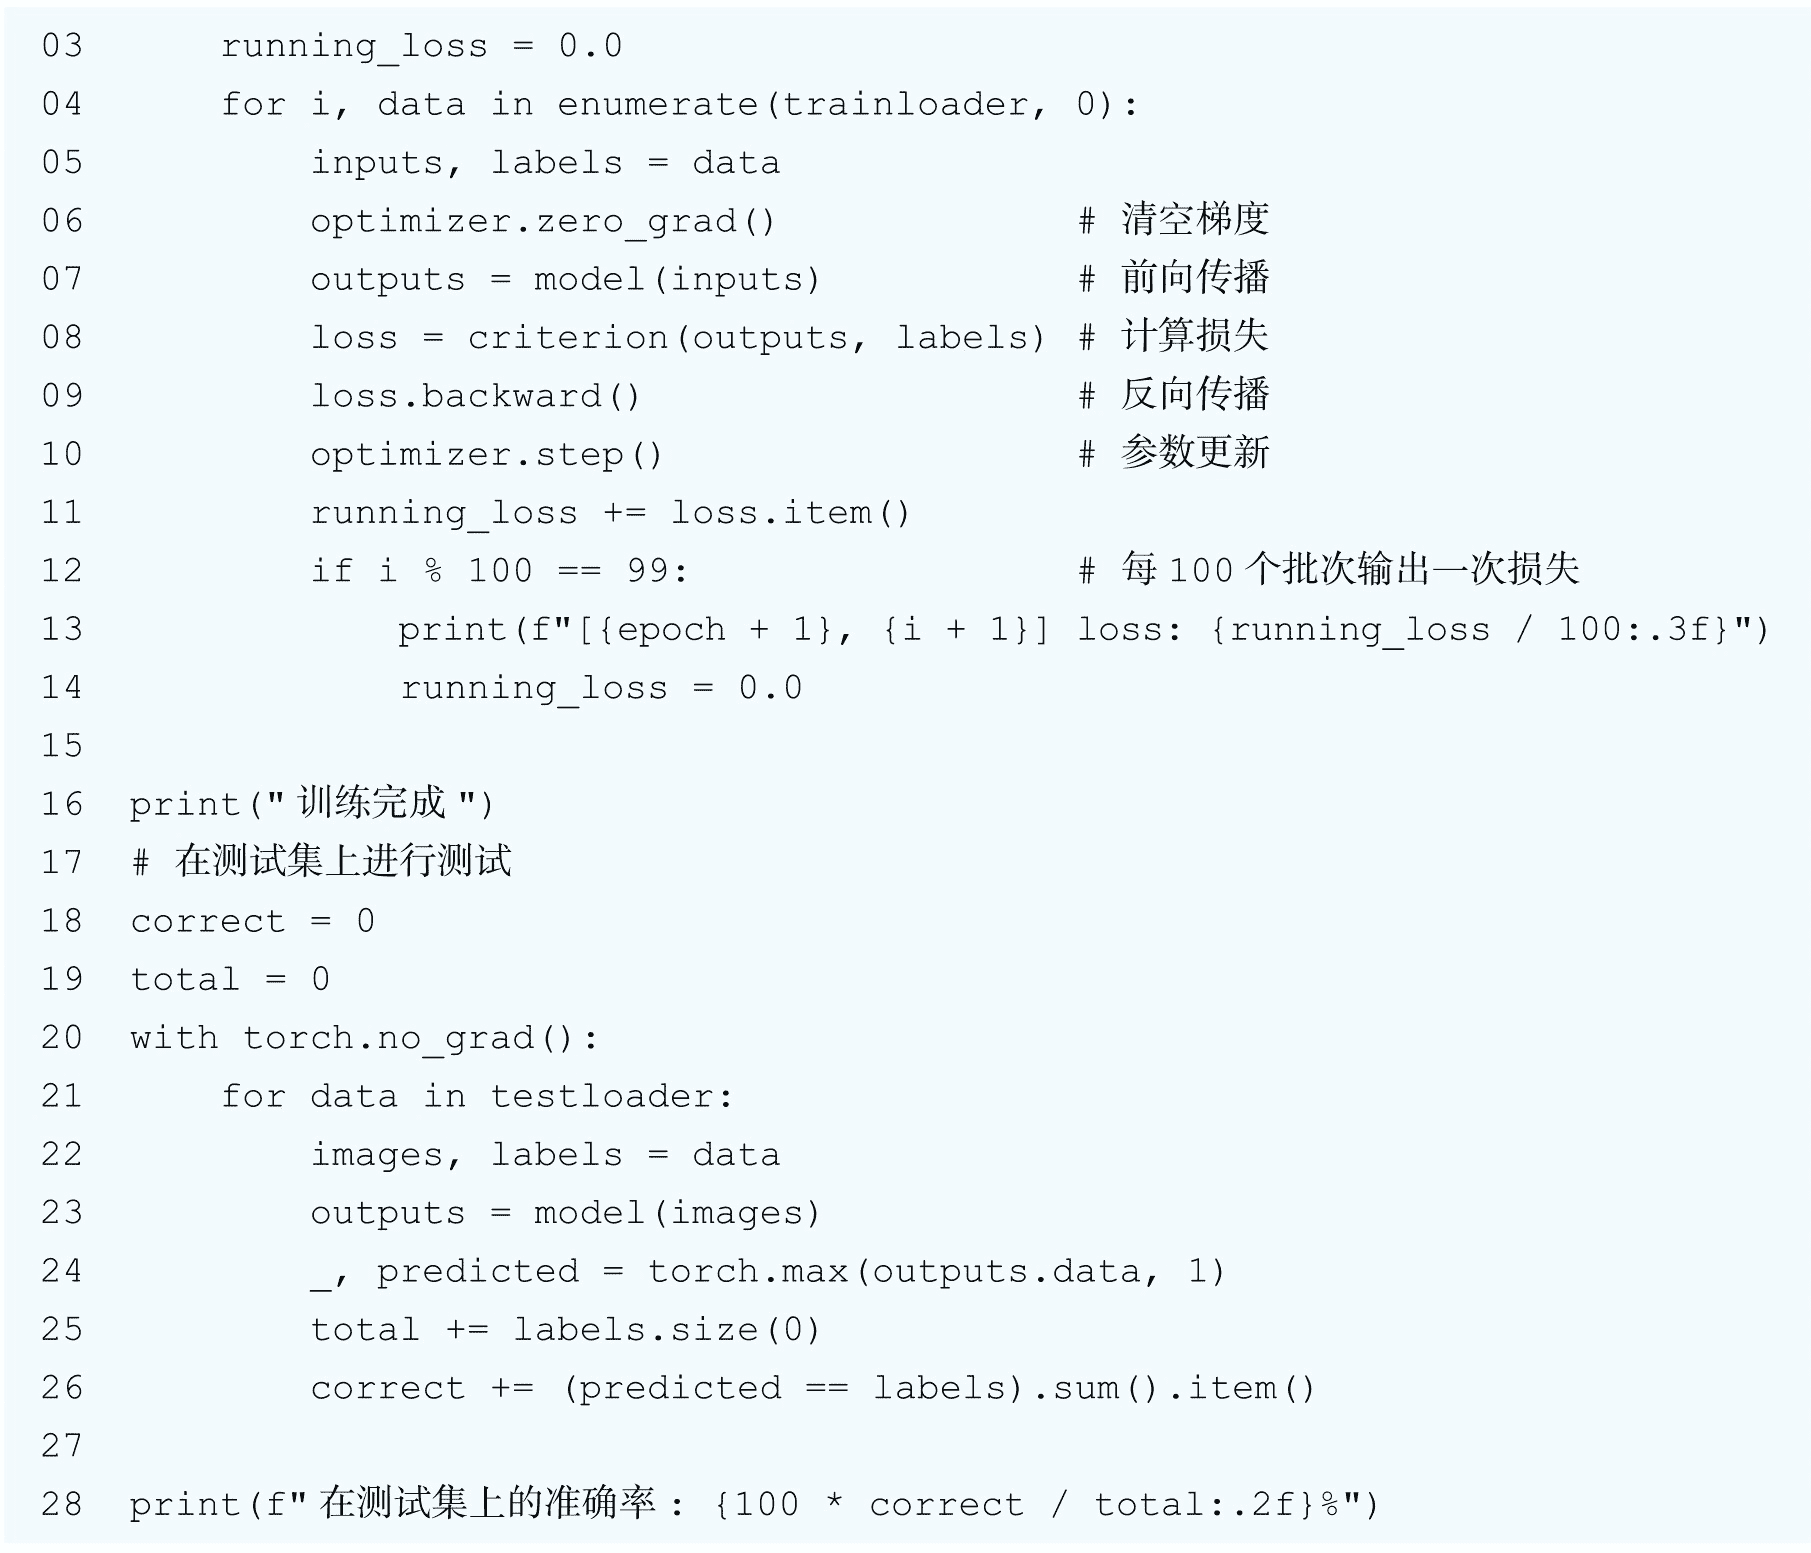 03      running_loss = 0.0
04      for i, data in enumerate(trainloader, 0):
05          inputs, labels = data
06          optimizer.zero_grad()              # 清空梯度
07          outputs = model(inputs)            # 前向传播
08          loss = criterion(outputs, labels)  # 计算损失
09          loss.backward()                    # 反向传播
10          optimizer.step()                   # 参数更新
11          running_loss += loss.item()
12          if i % 100 == 99:                  # 每 100 个批次输出一次损失
13              print(f"[{epoch + 1}, {i + 1}] loss: {running_loss / 100:.3f}")
14              running_loss = 0.0
15
16  print(" 训练完成 ")
17  # 在测试集上进行测试
18  correct = 0
19  total = 0
20  with torch.no_grad():
21      for data in testloader:
22          images, labels = data
23          outputs = model(images)
24          _, predicted = torch.max(outputs.data, 1)
25          total += labels.size(0)
26          correct += (predicted == labels).sum().item()
27
28  print(f" 在测试集上的准确率 : {100 * correct / total:.2f}%")